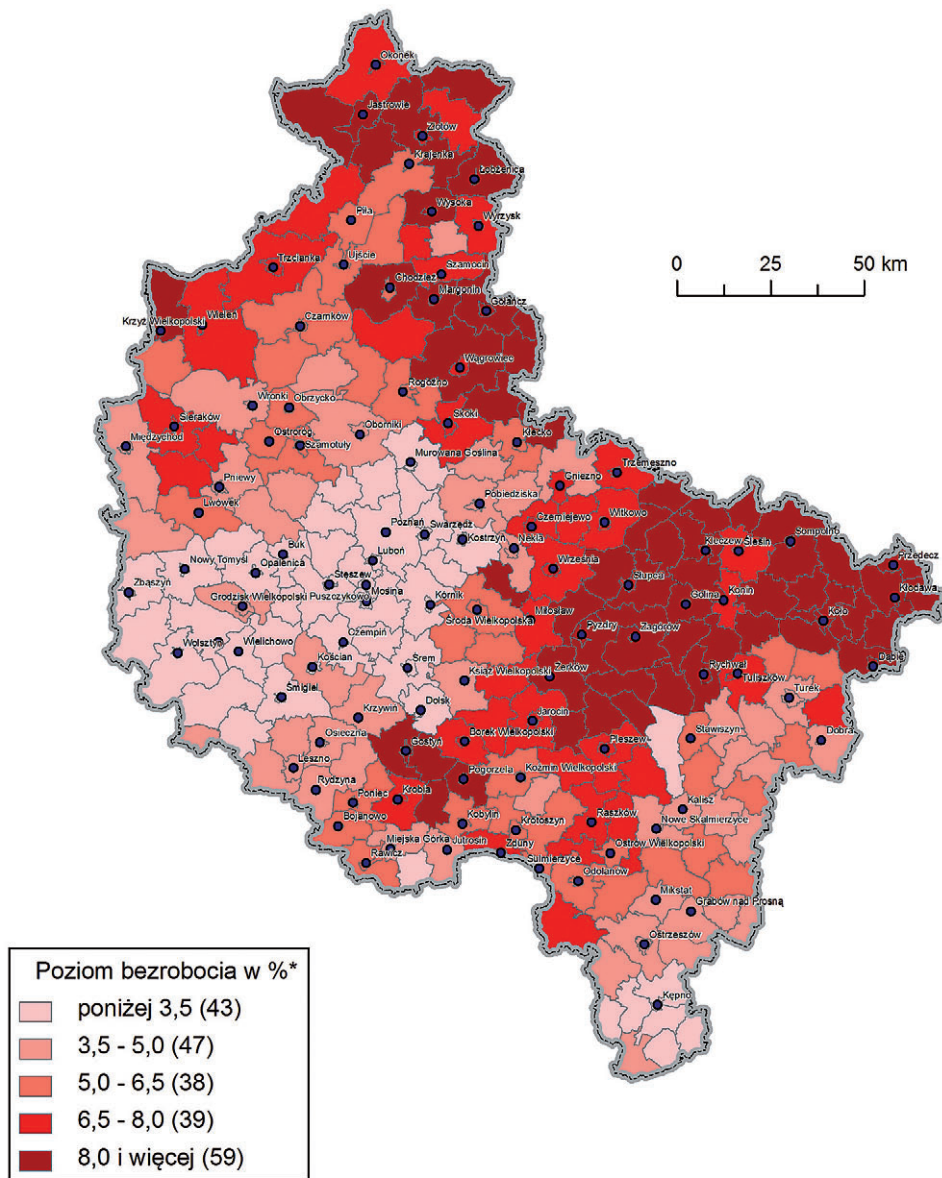 Okonek
Jastrowie
Złotów
Krajenka
Łobżenica
Wysoka
Piła
Wyrzysk
Trzcianka
Ujście
Szamocin
Chodzież
0 25 50 km
Margonin
Gołańcz
Wieleń
Czarnków
Krzyż Wielkopolski
Wągrowiec
Rogoźno
Wronki
Obrzycko
Sieraków
Skoki
Ostroróg
Oborniki
Kłecko
Międzychód
Szamotuły
Murowana Goślina
Trzemeszno
Pniewy
Gniezno
Pobiedziska
Lwówek
Czerniejewo
Witkowo
Poznań
Swarzędz
Kostrzyn
Nekla
Kleczew
Ślesin
Sompolno
Buk
Luboń
Nowy Tomyśl
Opalenica
Września
Przedecz
Zbąszyń
Stęszew
Słupca
Grodzisk Wielkopolski
Puszczykowo
Mosina
Kórnik
Golina
Konin
Kłodawa
Środa Wielkopolska
Miłosław
Koło
Pyzdry
Zagórów
Czempiń
Wolsztyn
Wielichowo
Kościan
Śrem
Książ Wielkopolski
Żerków
Rychwał
Tuliszków
Dąbie
Śmigiel
Turek
Krzywiń
Dolsk
Jarocin
Osieczna
Gostyń
Borek Wielkopolski
Pleszew
Stawiszyn
Dobra
Leszno
Pogorzela
Koźmin Wielkopolski
Rydzyna
Poniec
Krobia
Kalisz
Bojanowo
Kobylin
Krotoszyn
Raszków
Nowe Skalmierzyce
Miejska Górka
Jutrosin
Zduny
Ostrów Wielkopolski
Rawicz
Sulmierzyce
Odolanów
Mikstat
Grabów nad Prosną
Ostrzeszów
Kępno
Poziom bezrobocia w %*
poniżej 3,5 (43)
3,5 - 5,0 (47)
5,0 - 6,5 (38)
6,5 - 8,0 (39)
8,0 i więcej (59)